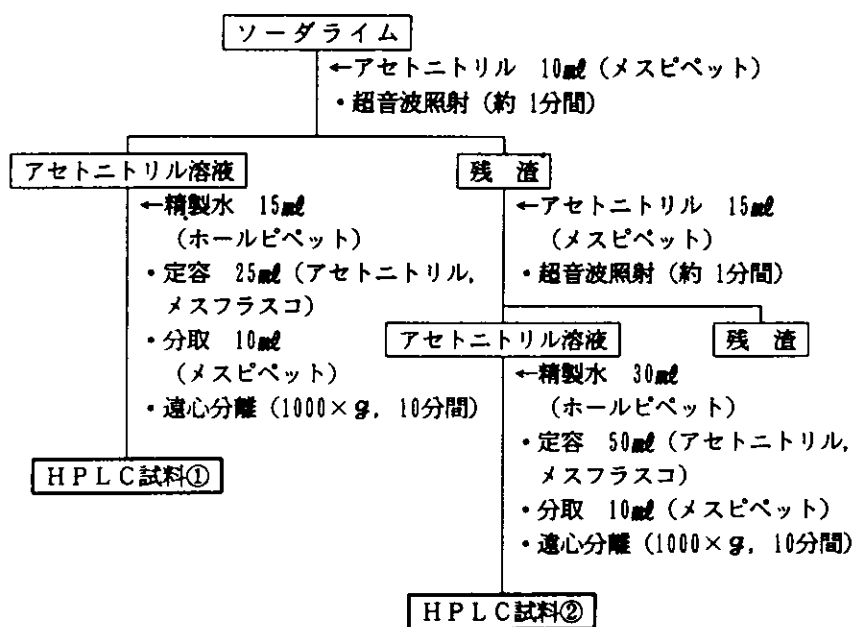 ソーダライム
←アセトニトリル 10㎖(メスピペット)
・超音波照射(約 1分間)
アセトニトリル溶液
←精製水 15㎖
(ホールピペット)
・定容 25㎖(アセトニトリル,
メスフラスコ)
・分取 10㎖
(メスピペット)
・遠心分離(1000×g, 10分間)
HPLC試料①
残 渣
←アセトニトリル 15㎖
(メスピペット)
・超音波照射(約 1分間)
アセトニトリル溶液
残 渣
←精製水 30㎖
(ホールピペット)
・定容 50㎖(アセトニトリル,
メスフラスコ)
・分取 10㎖(メスピペット)
・遠心分離(1000×g, 10分間)
HPLC試料②